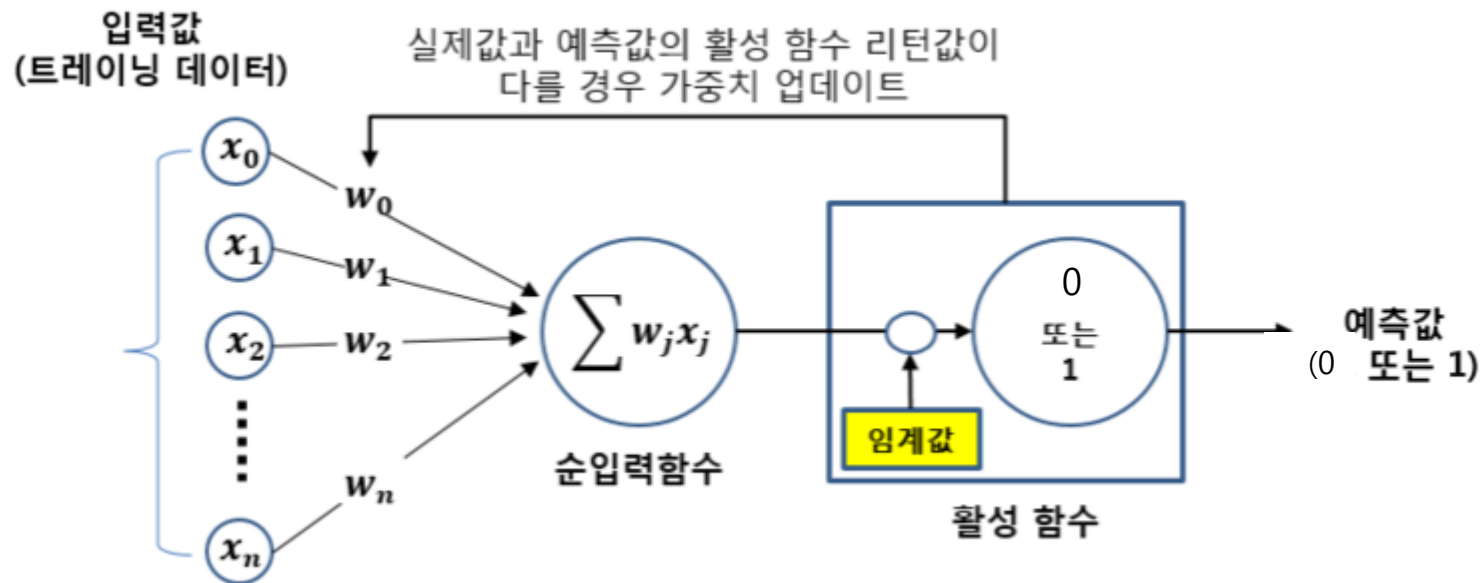 입력값
(트레이닝 데이터)
실제값과 예측값의 활성 함수 리턴값이
다를 경우 가중치 업데이트
x₀
w₀
x₁
w₁
x₂
w₂
xₙ
wₙ
∑ wⱼxⱼ
순입력함수
0
또는
1
임계값
활성 함수
예측값
(0 또는 1)